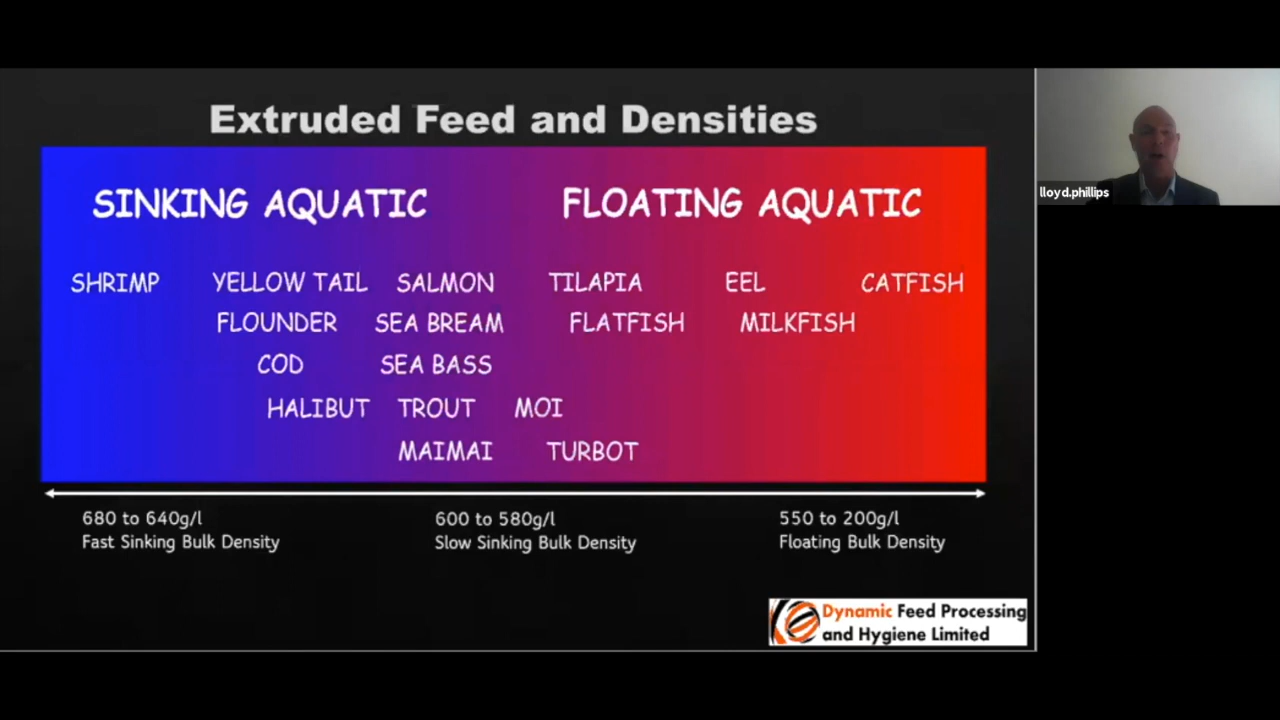 Extruded Feed and Densities
SINKING AQUATIC FLOATING AQUATIC
SHRIMP YELLOW TAIL SALMON TILAPIA EEL CATFISH
FLOUNDER SEA BREAM FLATFISH MILKFISH
COD SEA BASS
HALIBUT TROUT MOI
MAIMAI TURBOT
680 to 640g/l 600 to 580g/l 550 to 200g/l
Fast Sinking Bulk Density Slow Sinking Bulk Density Floating Bulk Density
Dynamic Feed Processing
and Hygiene Limited
lloyd.phillips